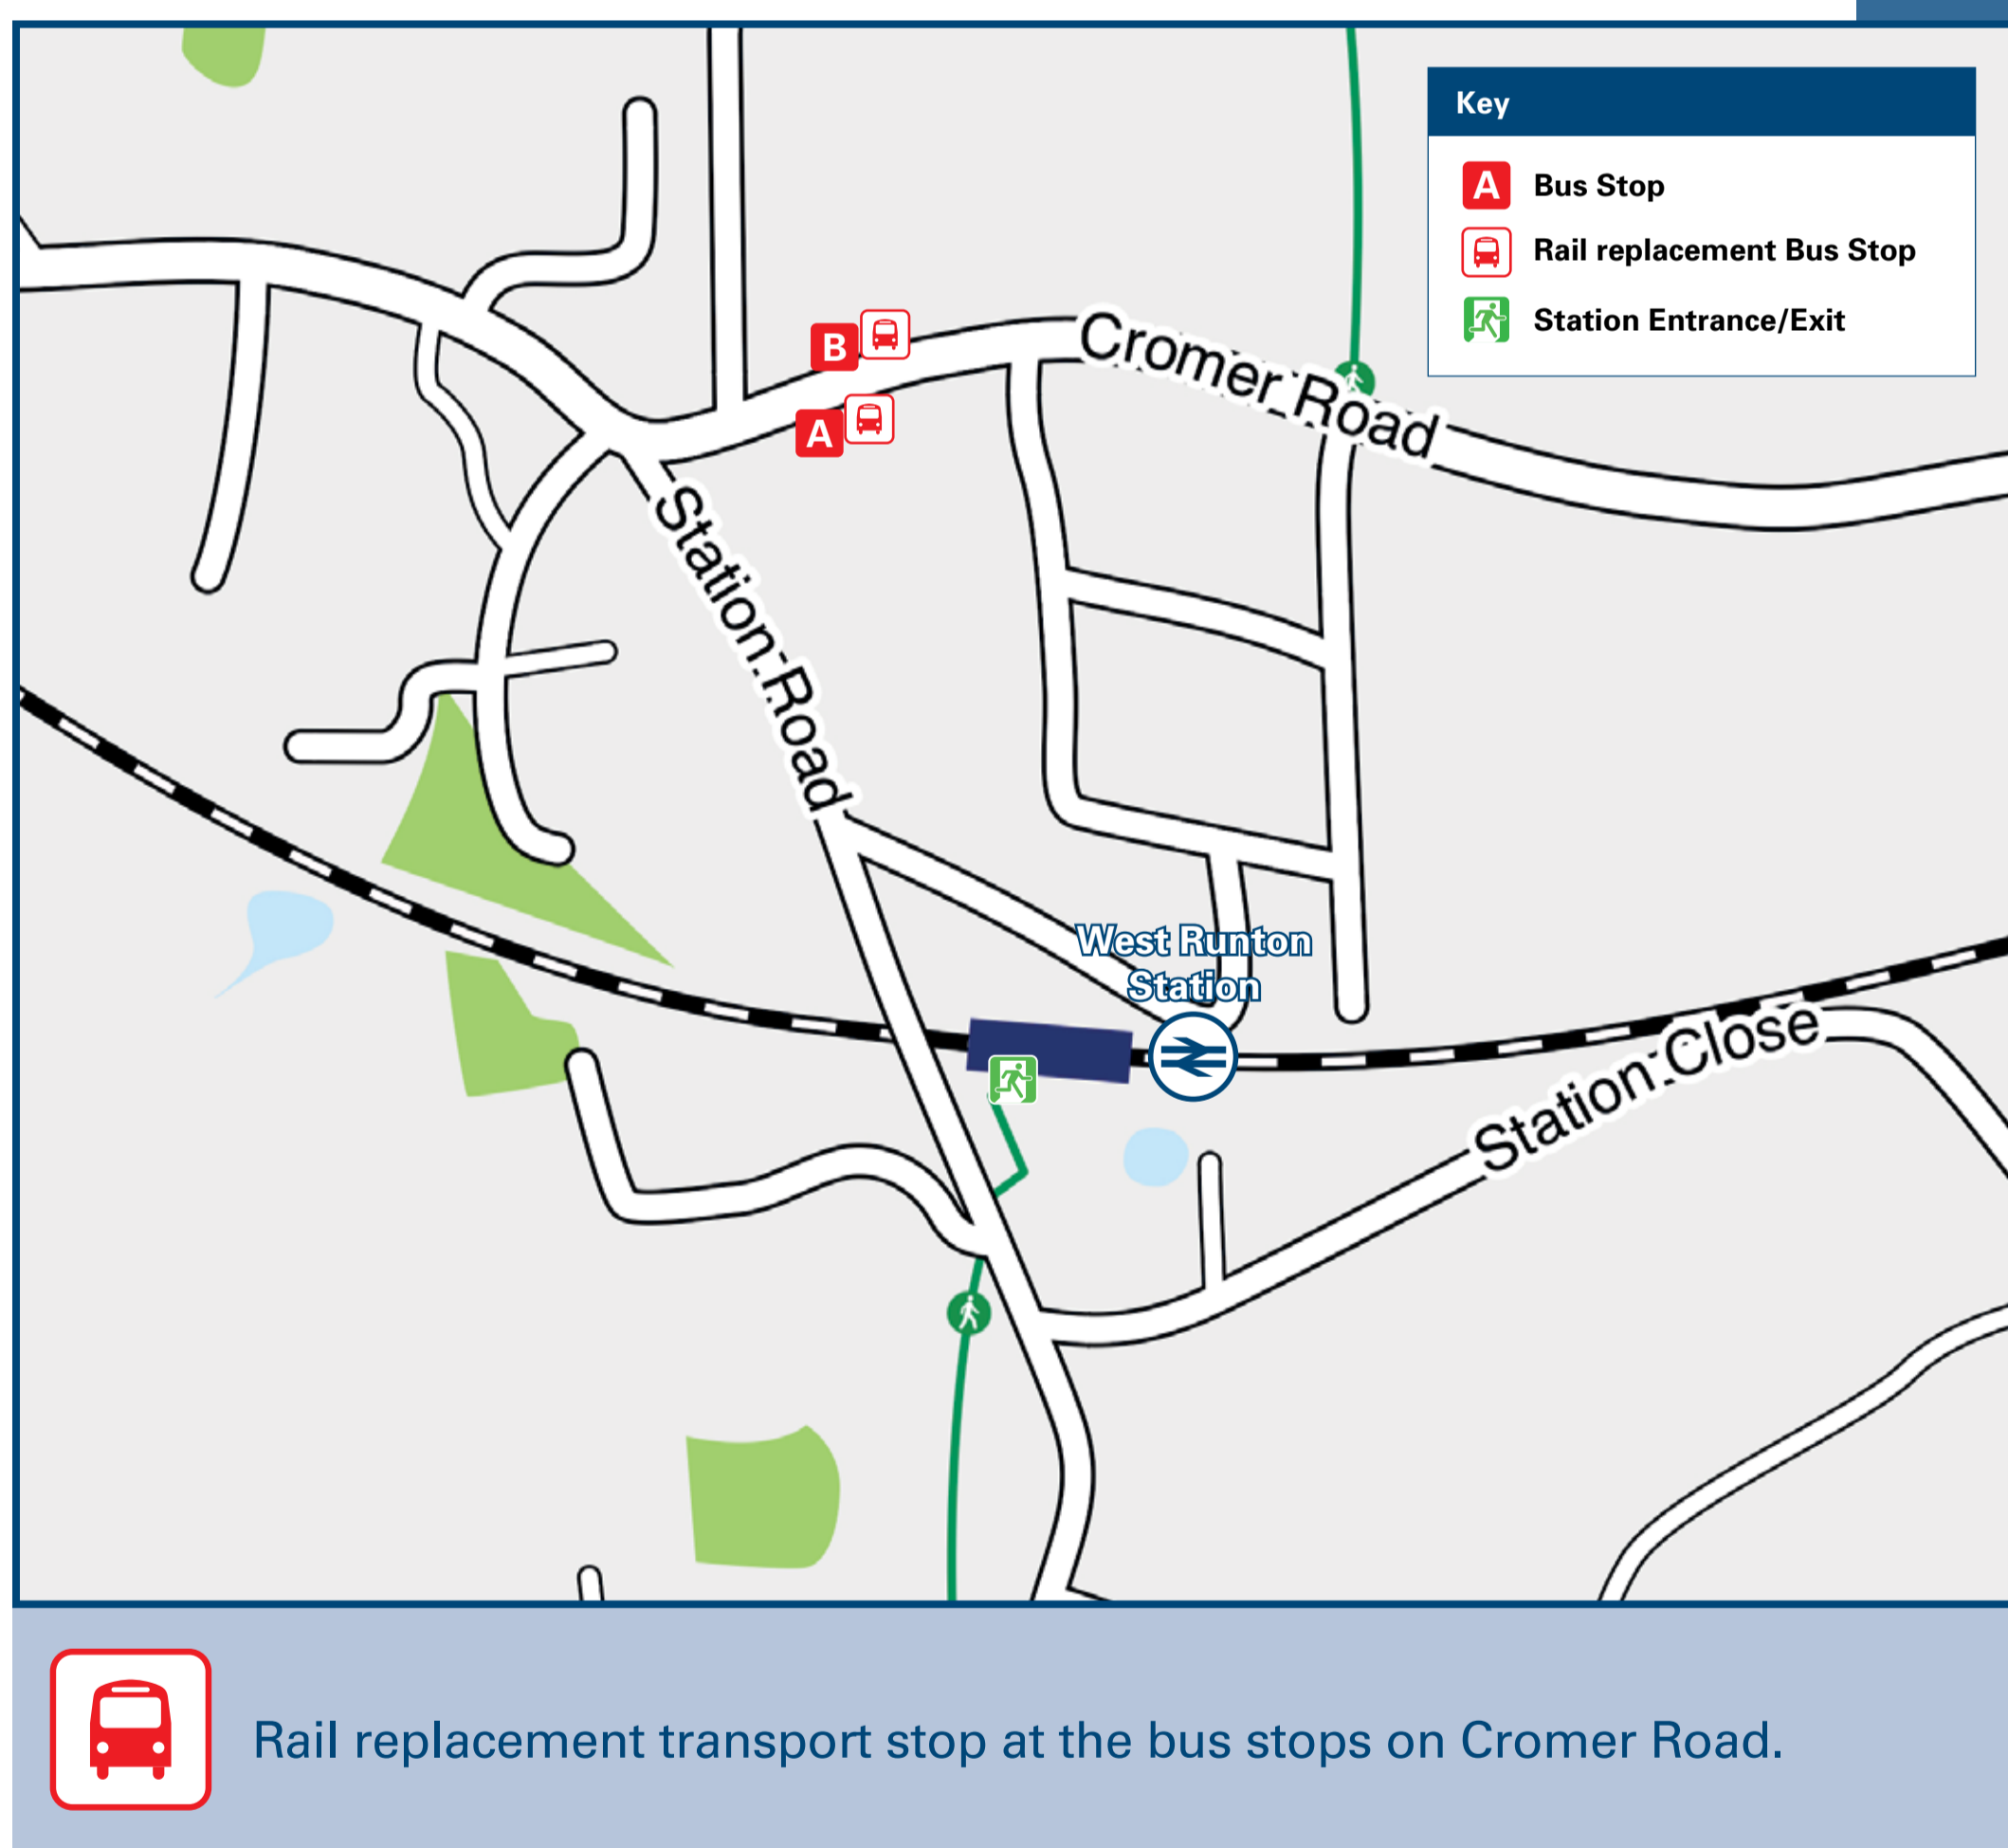 Key
A Bus Stop
Rail replacement Bus Stop
Station Entrance/Exit
B
A
Cromer Road
Station Road
West Runton
Station
Station Close
Rail replacement transport stop at the bus stops on Cromer Road.